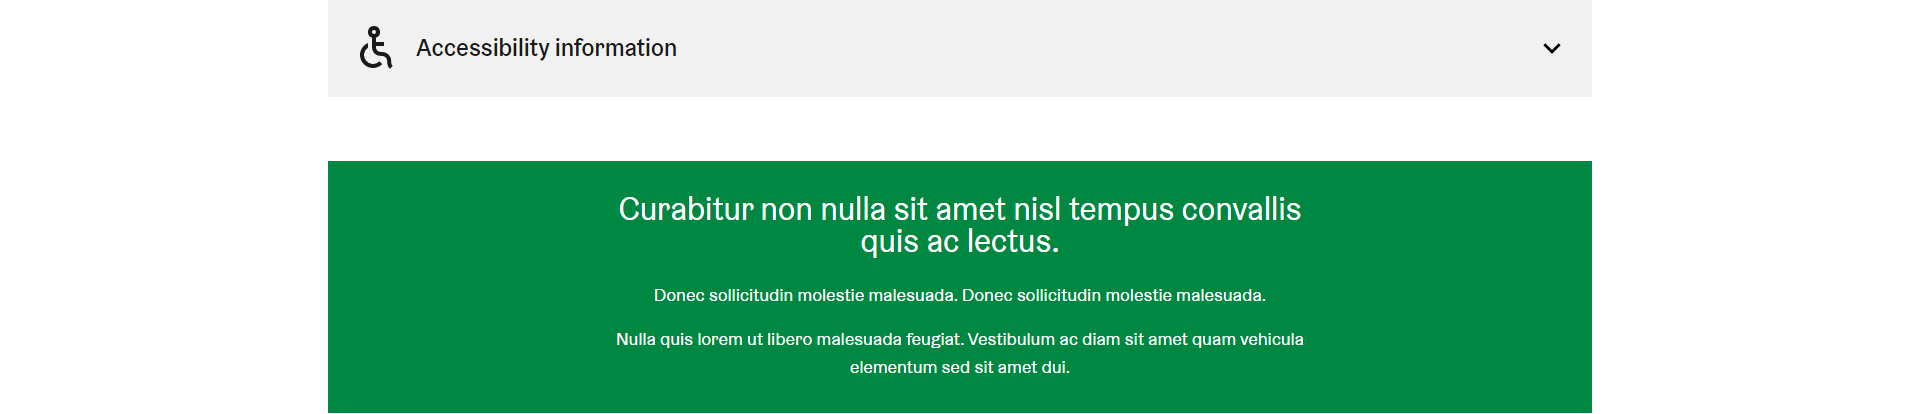 Accessibility information
Curabitur non nulla sit amet nisl tempus convallis
quis ac lectus.
Donec sollicitudin molestie malesuada. Donec sollicitudin molestie malesuada.
Nulla quis lorem ut libero malesuada feugiat. Vestibulum ac diam sit amet quam vehicula
elementum sed sit amet dui.